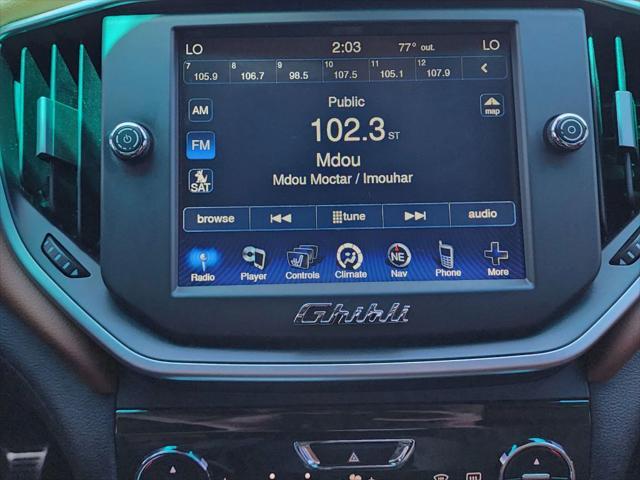 LO 2:03 77° out. LO
7 105.9 8 106.7 9 98.5 10 107.5 11 105.1 12 107.9
Public
AM
map
102.3 ST
FM
Mdou
Mdou Moctar / Imouhar
SAT
browse tune audio
NE
Radio Player Controls Climate Nav Phone More
Ghibli